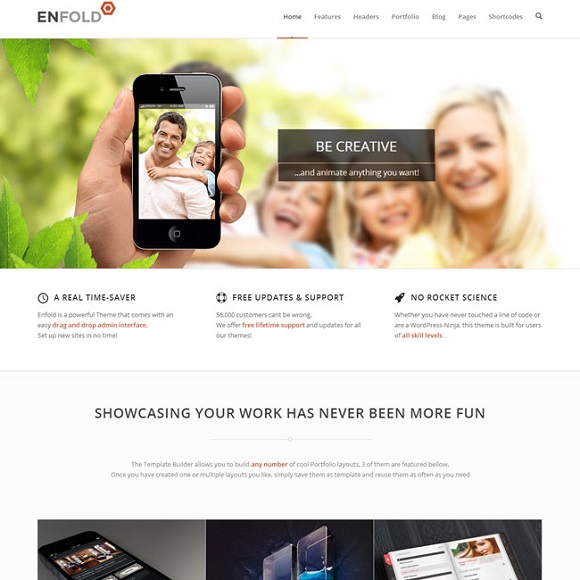 ENFOLD
Home Features Headers Portfolio Blog Pages Shortcodes
BE CREATIVE
...and animate anything you want!
A REAL TIME-SAVER
Enfold is a powerful Theme that comes with an
easy drag and drop admin interface.
Set up new sites in no time!
FREE UPDATES & SUPPORT
56.000 customers cant be wrong.
We offer free lifetime support and updates for all
our themes!
NO ROCKET SCIENCE
Whether you have never touched a line of code or
are a WordPress-Ninja, this theme is built for users
of all skill levels...
SHOWCASING YOUR WORK HAS NEVER BEEN MORE FUN
The Template Builder allows you to build any number of cool Portfolio layouts, 3 of them are featured bellow.
Once you have created one or multiple layouts you like, simply save them as template and reuse them as often as you need